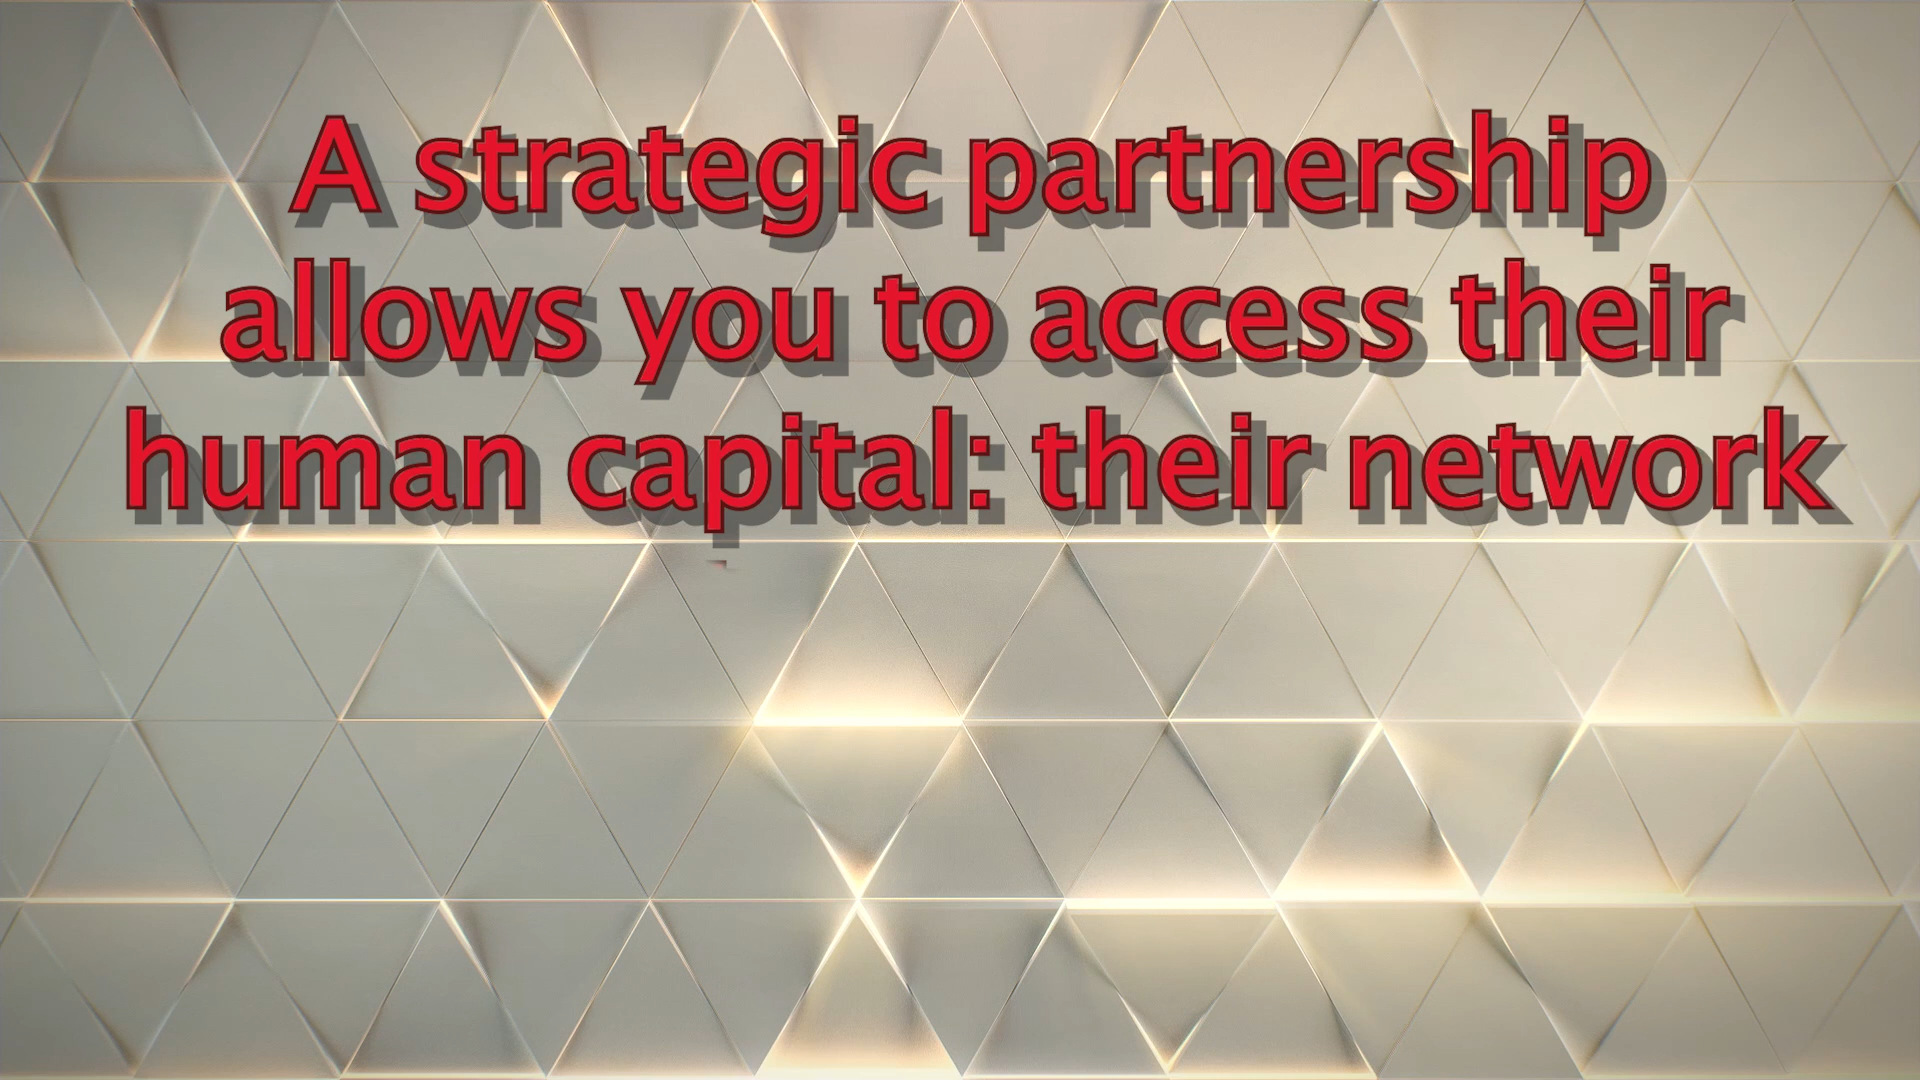 A strategic partnership
allows you to access their
human capital: their network